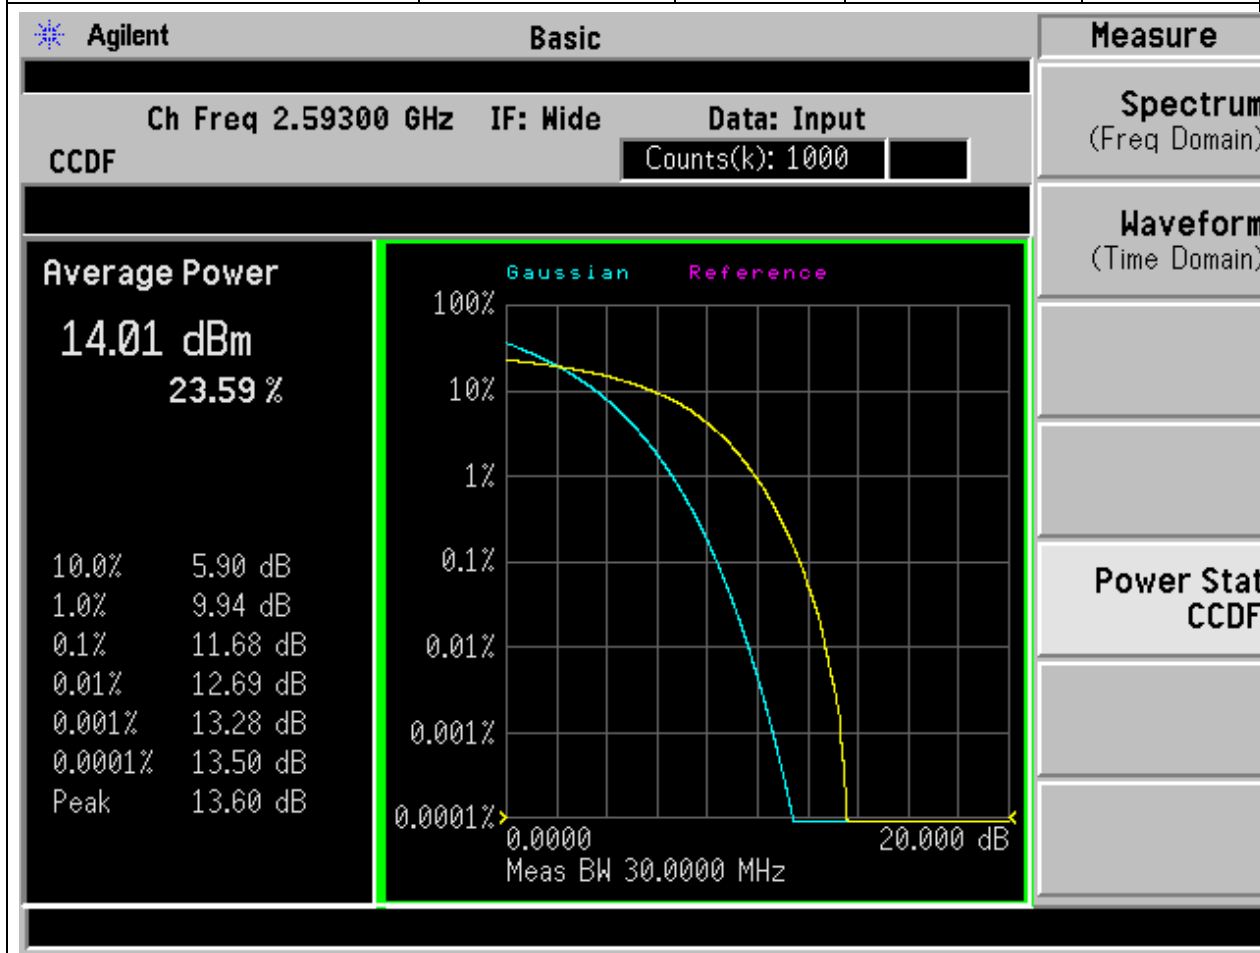 Agilent
Basic
Measure
Ch Freq 2.59300 GHz IF: Wide Data: Input
CCDF
Counts(k): 1000
Spectrum
(Freq Domain)
Waveform
(Time Domain)
Average Power
14.01 dBm
23.59 %
10.0% 5.90 dB
1.0% 9.94 dB
0.1% 11.68 dB
0.01% 12.69 dB
0.001% 13.28 dB
0.0001% 13.50 dB
Peak 13.60 dB
Gaussian Reference
100%
10%
1%
0.1%
0.01%
0.001%
0.0001%
0.0000 20.000 dB
Meas BW 30.0000 MHz
Power Stat
CCDF